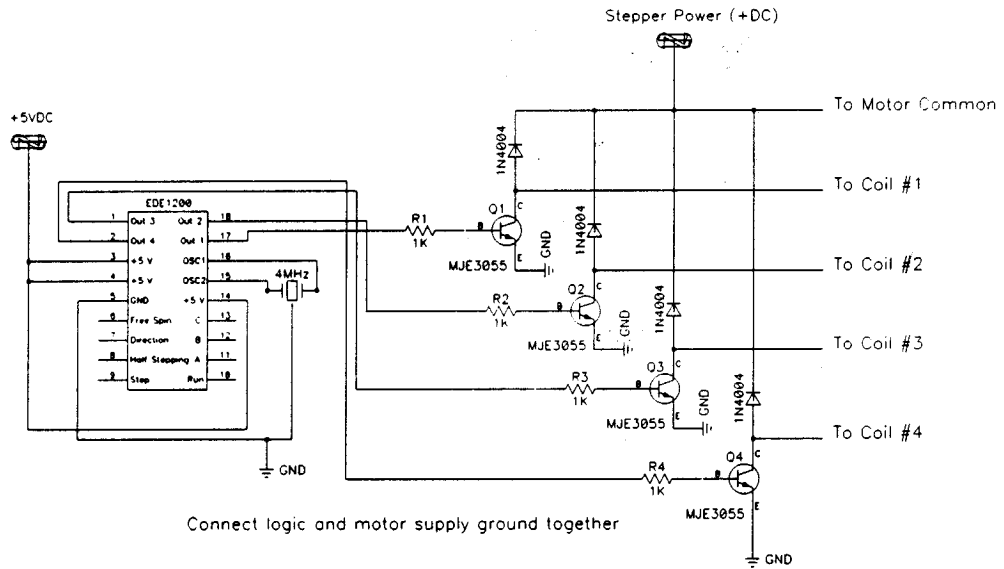 Stepper Power (+DC)
To Motor Common
1N4004
To Coil #1
+5VDC
EDE1200
1 Out 3 Out 2 18
2 Out 4 Out 1 17
3 +5 V OSC1 16
4 +5 V OSC2 15
5 GND +5 V 14
6 Free Spin C 13
7 Direction B 12
8 Half Stepping A 11
9 Step Run 10
4MHz
GND
R1
1K
Q1
B
C
E
MJE3055
GND
1N4004
To Coil #2
R2
1K
Q2
B
C
E
MJE3055
GND
1N4004
To Coil #3
R3
1K
Q3
B
C
E
MJE3055
GND
1N4004
To Coil #4
R4
1K
Q4
B
C
E
MJE3055
GND
Connect logic and motor supply ground together